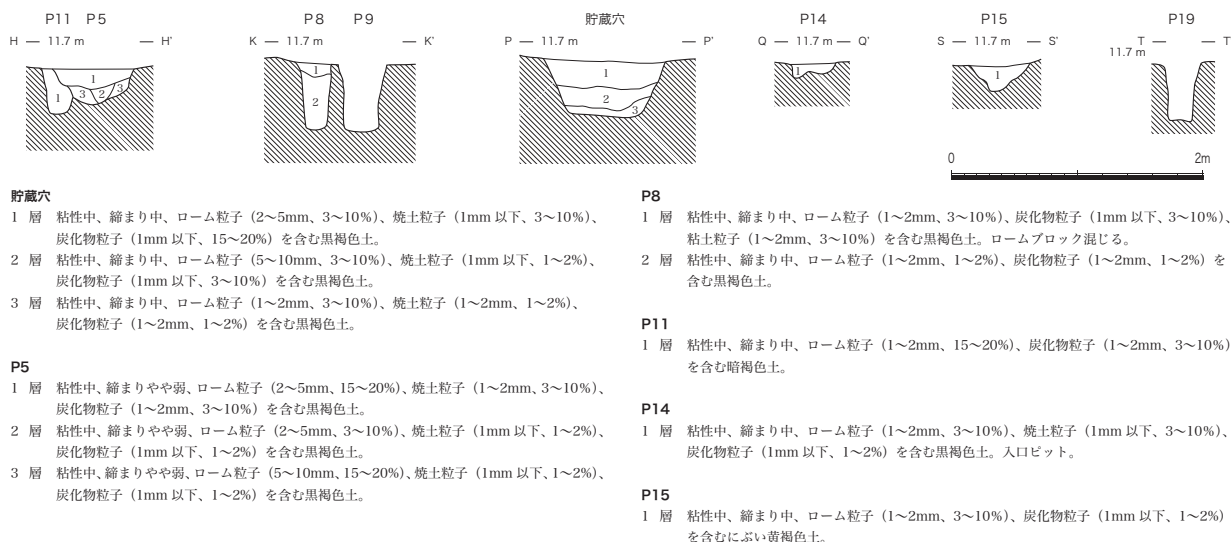 P11 P5
H — 11.7 m — H'
1
1 3 2 3
P8 P9
K — 11.7 m — K'
1
2
貯蔵穴
P — 11.7 m — P'
1
2
3
P14
Q — 11.7 m — Q'
1
P15
S — 11.7 m — S'
1
P19
T — — T'
11.7 m
0 2m
貯蔵穴
1 層 粘性中、締まり中、ローム粒子（2〜5mm、3〜10%）、焼土粒子（1mm 以下、3〜10%）、
炭化物粒子（1mm 以下、15〜20%）を含む黒褐色土。
2 層 粘性中、締まり中、ローム粒子（5〜10mm、3〜10%）、焼土粒子（1mm 以下、1〜2%）、
炭化物粒子（1mm 以下、3〜10%）を含む黒褐色土。
3 層 粘性中、締まり中、ローム粒子（1〜2mm、3〜10%）、焼土粒子（1〜2mm、1〜2%）、
炭化物粒子（1〜2mm、1〜2%）を含む黒褐色土。
P5
1 層 粘性中、締まりやや弱、ローム粒子（2〜5mm、15〜20%）、焼土粒子（1〜2mm、3〜10%）、
炭化物粒子（1〜2mm、3〜10%）を含む黒褐色土。
2 層 粘性中、締まりやや弱、ローム粒子（2〜5mm、3〜10%）、焼土粒子（1mm 以下、1〜2%）、
炭化物粒子（1mm 以下、1〜2%）を含む黒褐色土。
3 層 粘性中、締まりやや弱、ローム粒子（5〜10mm、15〜20%）、焼土粒子（1mm 以下、1〜2%）、
炭化物粒子（1mm 以下、1〜2%）を含む黒褐色土。
P8
1 層 粘性中、締まり中、ローム粒子（1〜2mm、3〜10%）、炭化物粒子（1mm 以下、3〜10%）、
粘土粒子（1〜2mm、3〜10%）を含む黒褐色土。ロームブロック混じる。
2 層 粘性中、締まり中、ローム粒子（1〜2mm、1〜2%）、炭化物粒子（1〜2mm、1〜2%）を
含む黒褐色土。
P11
1 層 粘性中、締まり中、ローム粒子（1〜2mm、15〜20%）、炭化物粒子（1〜2mm、3〜10%）
を含む暗褐色土。
P14
1 層 粘性中、締まり中、ローム粒子（1〜2mm、3〜10%）、焼土粒子（1mm 以下、3〜10%）、
炭化物粒子（1mm 以下、1〜2%）を含む黒褐色土。入口ピット。
P15
1 層 粘性中、締まり中、ローム粒子（1〜2mm、3〜10%）、炭化物粒子（1mm 以下、1〜2%）
を含むにぶい黄褐色土。